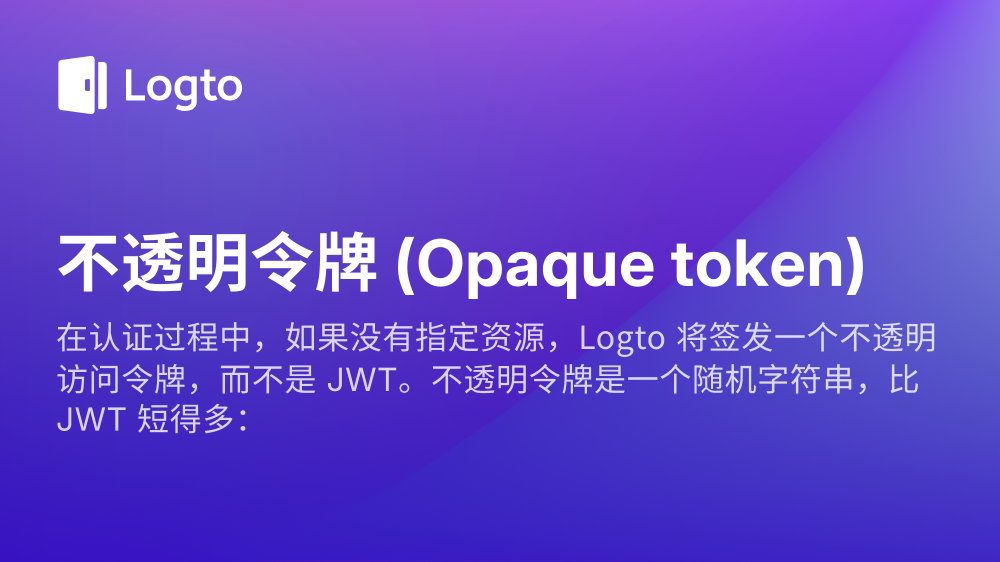 Logto
不透明令牌 (Opaque token)
在认证过程中，如果没有指定资源，Logto 将签发一个不透明
访问令牌，而不是 JWT。不透明令牌是一个随机字符串，比
JWT 短得多：